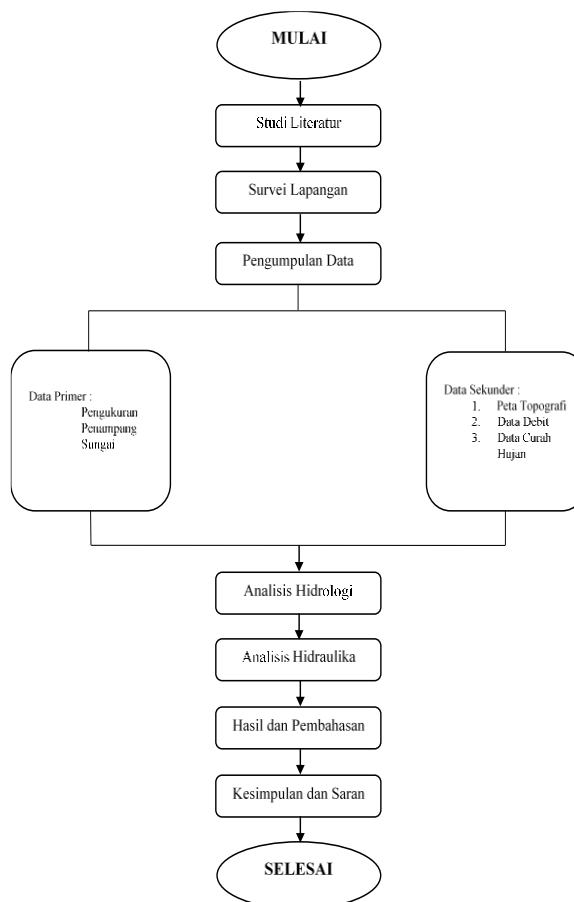 MULAI
Studi Literatur
Survei Lapangan
Pengumpulan Data
Data Primer :
Pengukuran
Penampang
Sungai
Data Sekunder :
1. Peta Topografi
2. Data Debit
3. Data Curah
Hujan
Analisis Hidrologi
Analisis Hidraulika
Hasil dan Pembahasan
Kesimpulan dan Saran
SELESAI